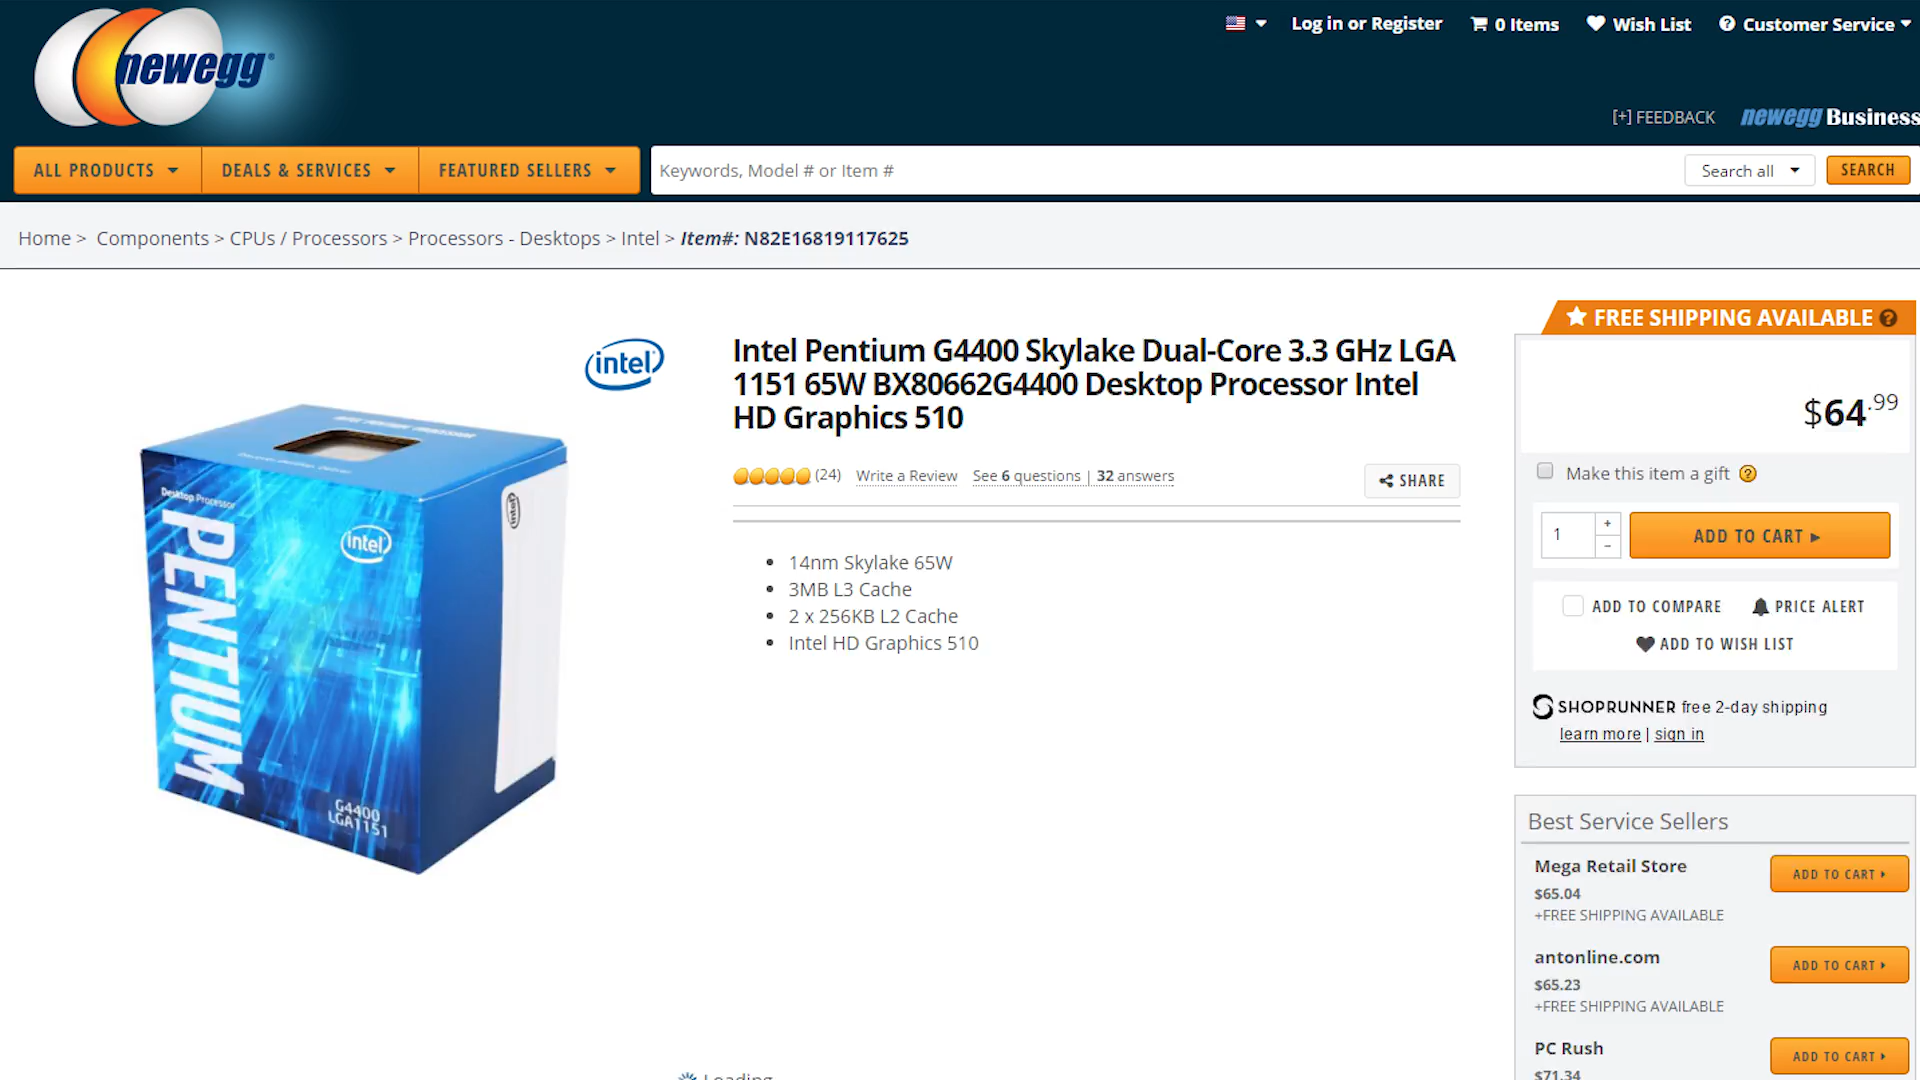 newegg
Log in or Register
0 Items
Wish List
Customer Service
[+] FEEDBACK
newegg Business
ALL PRODUCTS
DEALS & SERVICES
FEATURED SELLERS
Keywords, Model # or Item #
Search all
SEARCH
Home > Components > CPUs / Processors > Processors - Desktops > Intel > Item#: N82E16819117625
intel
Desktop Processor
PENTIUM
intel
intel
G4400
LGA1151
Intel Pentium G4400 Skylake Dual-Core 3.3 GHz LGA
1151 65W BX80662G4400 Desktop Processor Intel
HD Graphics 510
(24) Write a Review See 6 questions | 32 answers
SHARE
14nm Skylake 65W
3MB L3 Cache
2 x 256KB L2 Cache
Intel HD Graphics 510
FREE SHIPPING AVAILABLE
$64.99
Make this item a gift
1
ADD TO CART
ADD TO COMPARE
PRICE ALERT
ADD TO WISH LIST
SHOPRUNNER free 2-day shipping
learn more | sign in
Best Service Sellers
Mega Retail Store
$65.04
+FREE SHIPPING AVAILABLE
ADD TO CART
antonline.com
$65.23
+FREE SHIPPING AVAILABLE
ADD TO CART
PC Rush
$71.34
ADD TO CART
Loading